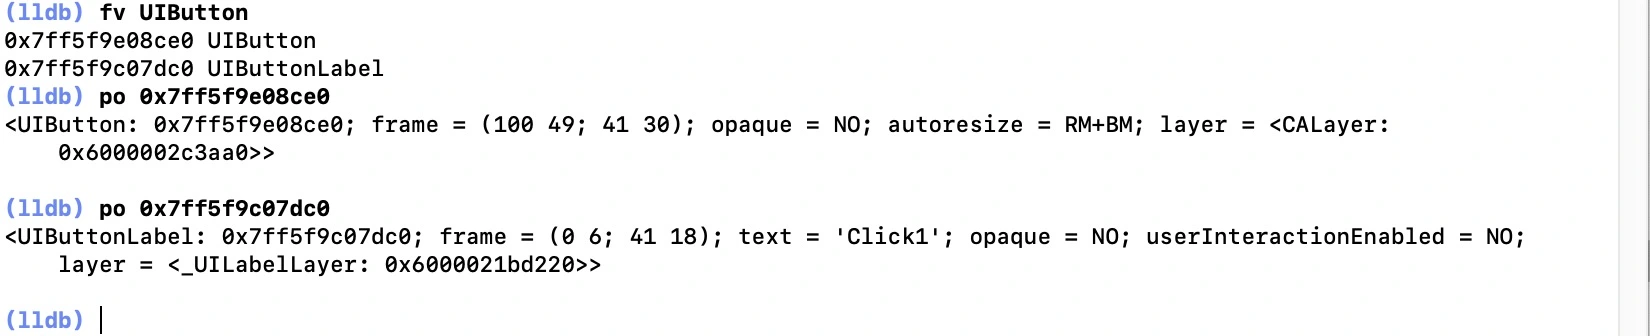 (lldb) fv UIButton
0x7ff5f9e08ce0 UIButton
0x7ff5f9c07dc0 UIButtonLabel
(lldb) po 0x7ff5f9e08ce0
<UIButton: 0x7ff5f9e08ce0; frame = (100 49; 41 30); opaque = NO; autoresize = RM+BM; layer = <CALayer:
0x6000002c3aa0>>
(lldb) po 0x7ff5f9c07dc0
<UIButtonLabel: 0x7ff5f9c07dc0; frame = (0 6; 41 18); text = 'Click1'; opaque = NO; userInteractionEnabled = NO;
layer = <_UILabelLayer: 0x6000021bd220>>
(lldb)